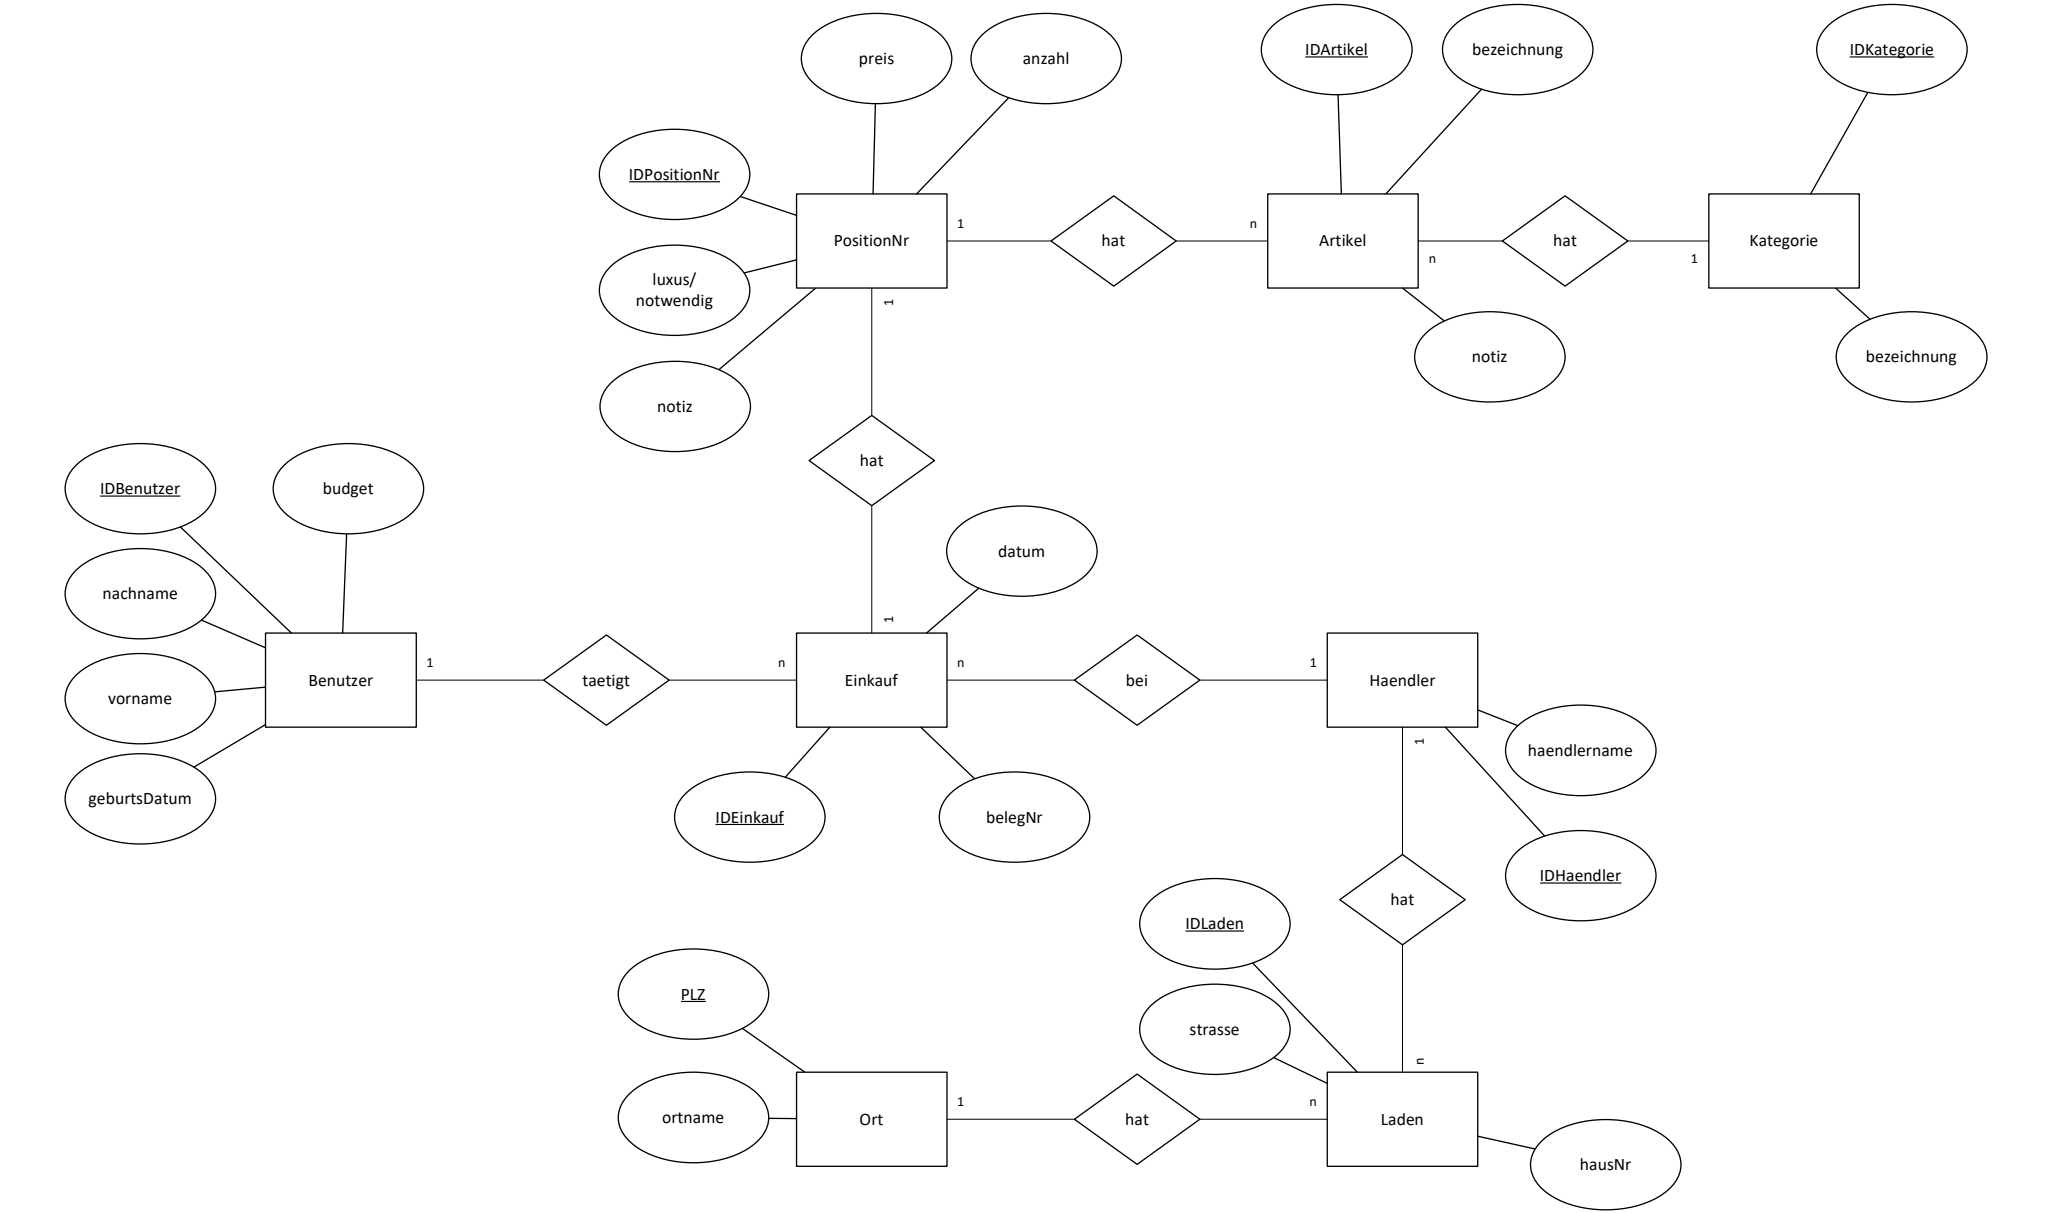 preis
anzahl
IDArtikel
bezeichnung
IDKategorie
IDPositionNr
PositionNr
1
hat
n
Artikel
n
hat
1
Kategorie
luxus/
notwendig
1
notiz
notiz
bezeichnung
hat
IDBenutzer
budget
datum
nachname
1
Benutzer
1
taetigt
n
Einkauf
n
bei
1
Haendler
vorname
1
haendlername
geburtsDatum
IDEinkauf
belegNr
IDHaendler
hat
IDLaden
PLZ
strasse
n
ortname
Ort
1
hat
n
Laden
hausNr